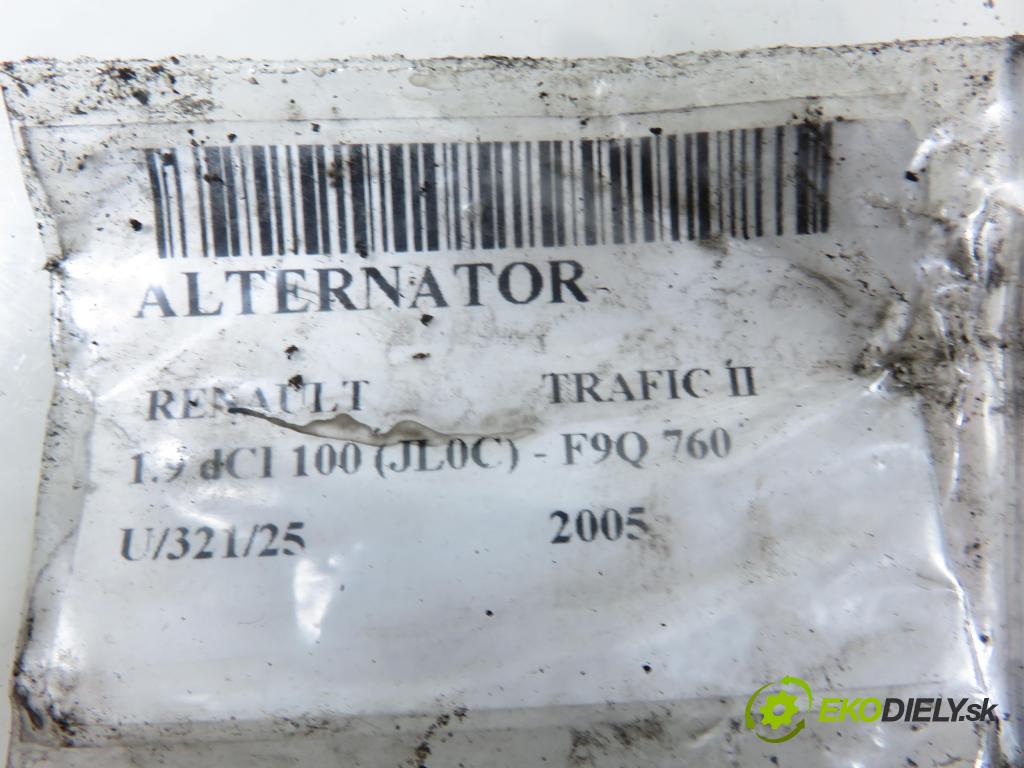 ALTERNATOR
RENAULT TRAFIC II
1.9 dCI 100 (JL0C) - F9Q 760
U/321/25 2005
EKODIELY.sk